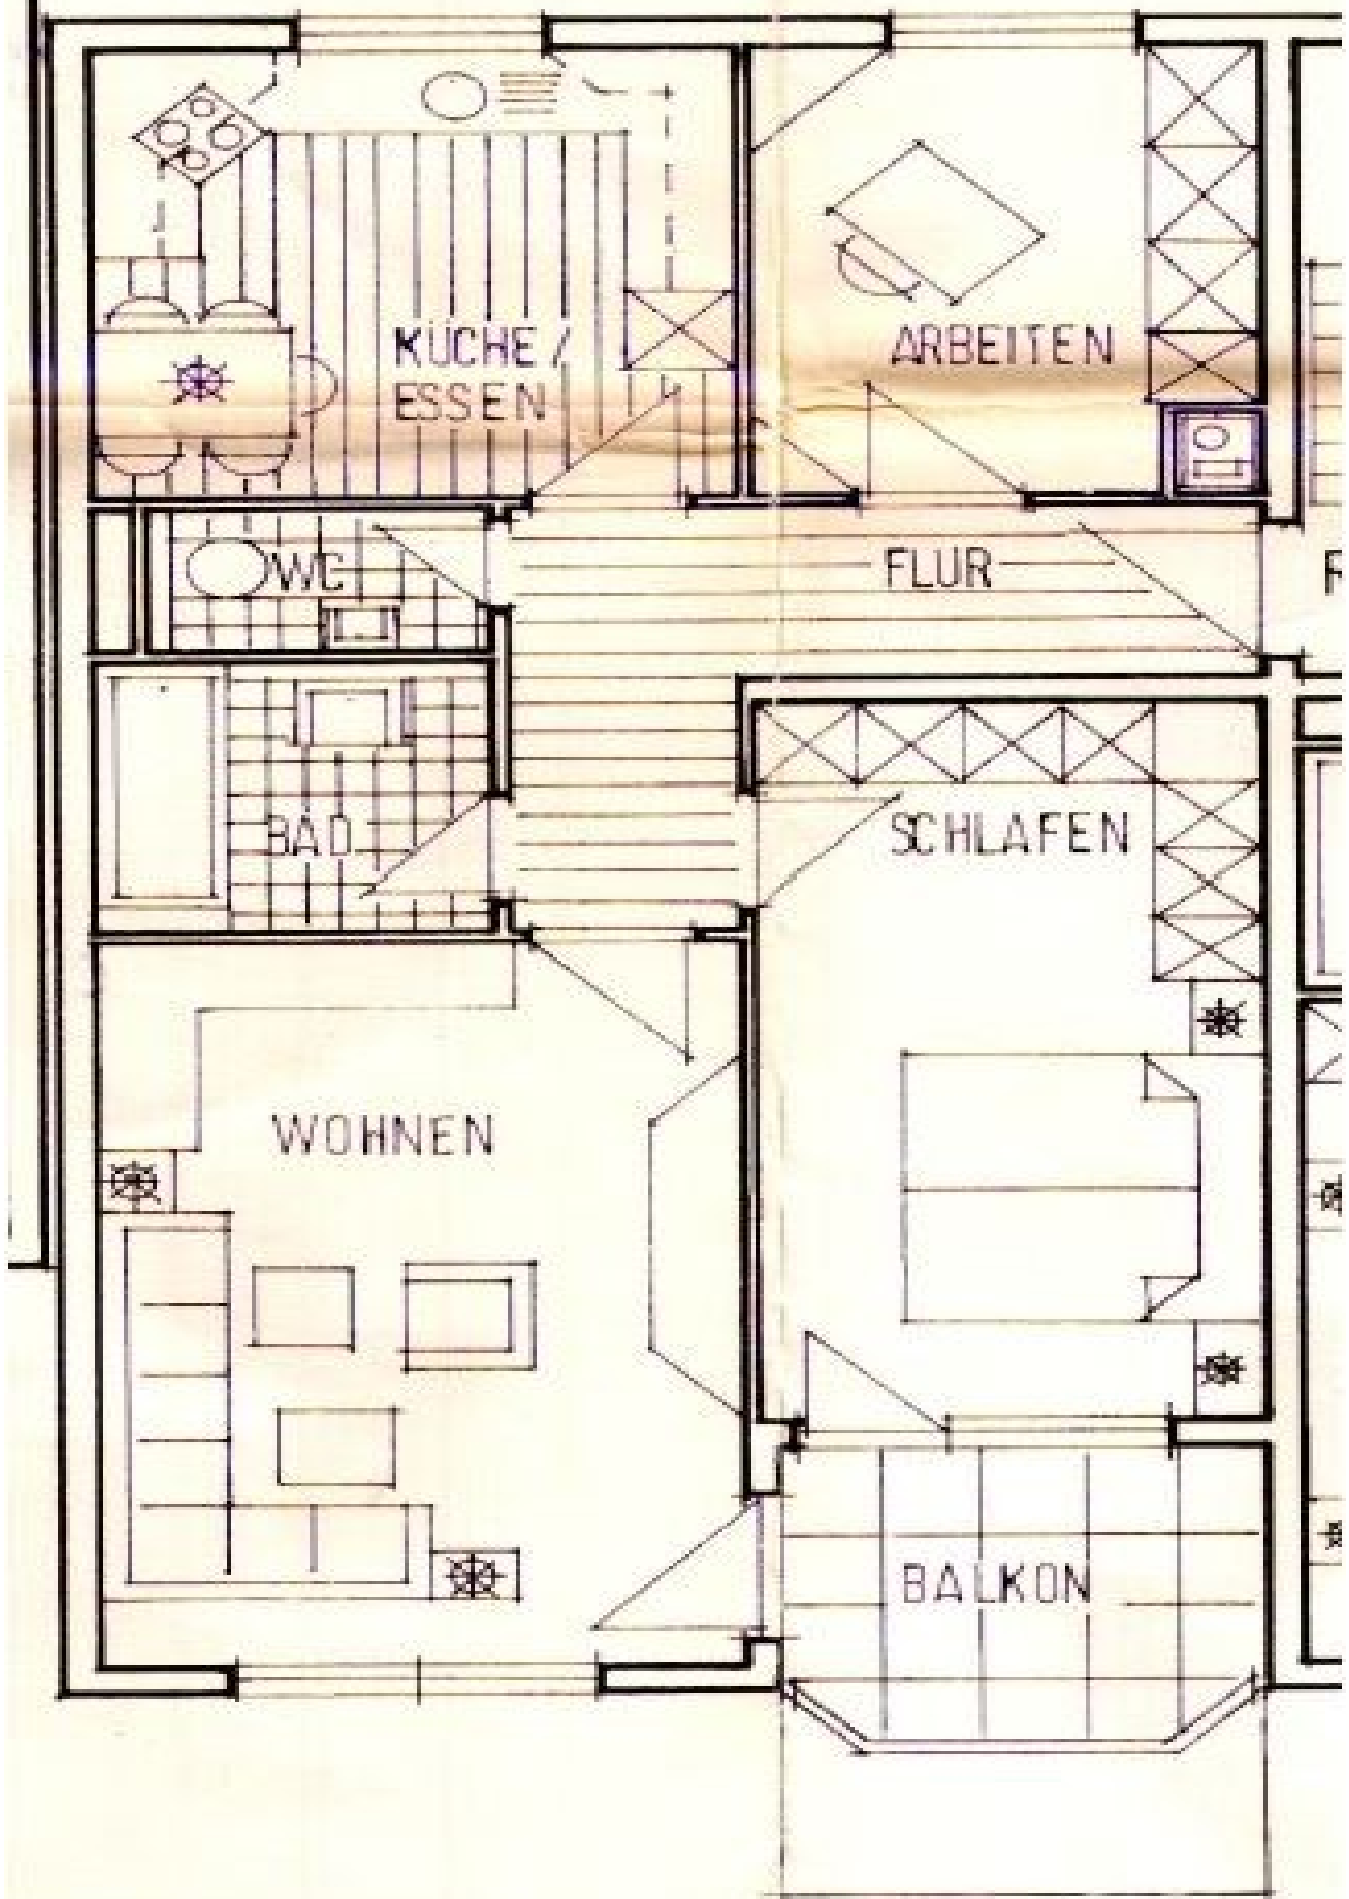 KÜCHE/
ESSEN
ARBEITEN
WC
FLUR
BAD
SCHLAFEN
WOHNEN
BALKON